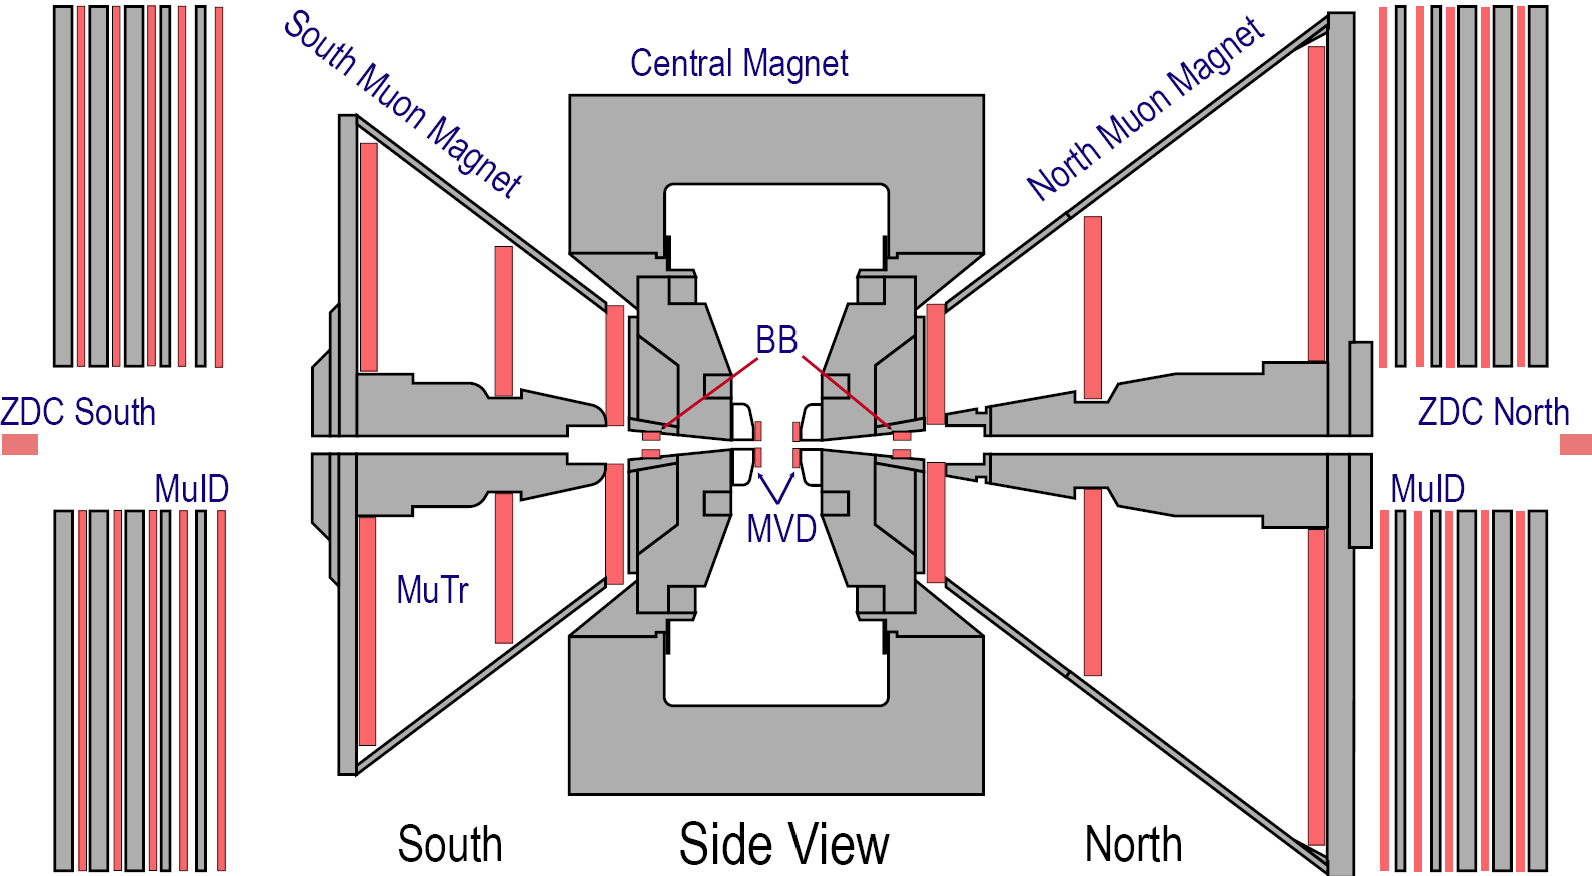 South Muon Magnet
Central Magnet
North Muon Magnet
BB
ZDC South
ZDC North
MuID
MuID
MVD
MuTr
South
Side View
North